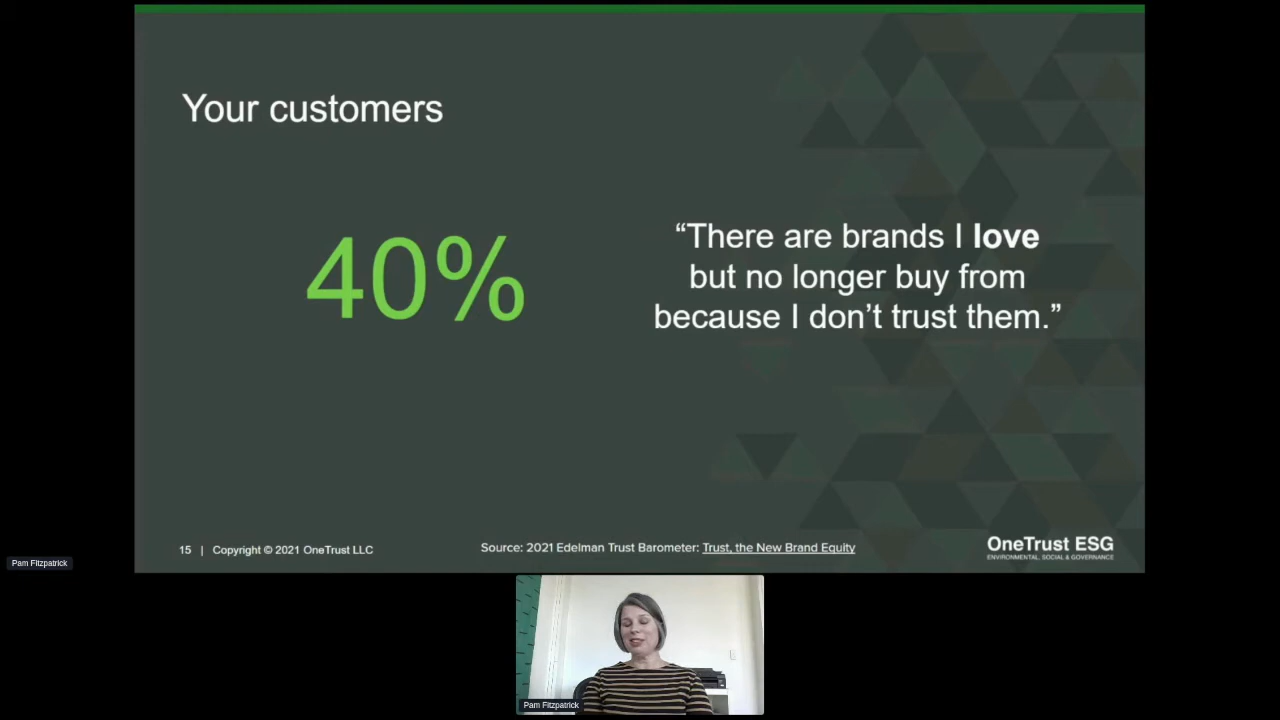 Your customers
40%
“There are brands I love
but no longer buy from
because I don’t trust them.”
15 | Copyright © 2021 OneTrust LLC
Source: 2021 Edelman Trust Barometer: Trust, the New Brand Equity
OneTrust ESG
ENVIRONMENTAL, SOCIAL & GOVERNANCE
Pam Fitzpatrick
Pam Fitzpatrick